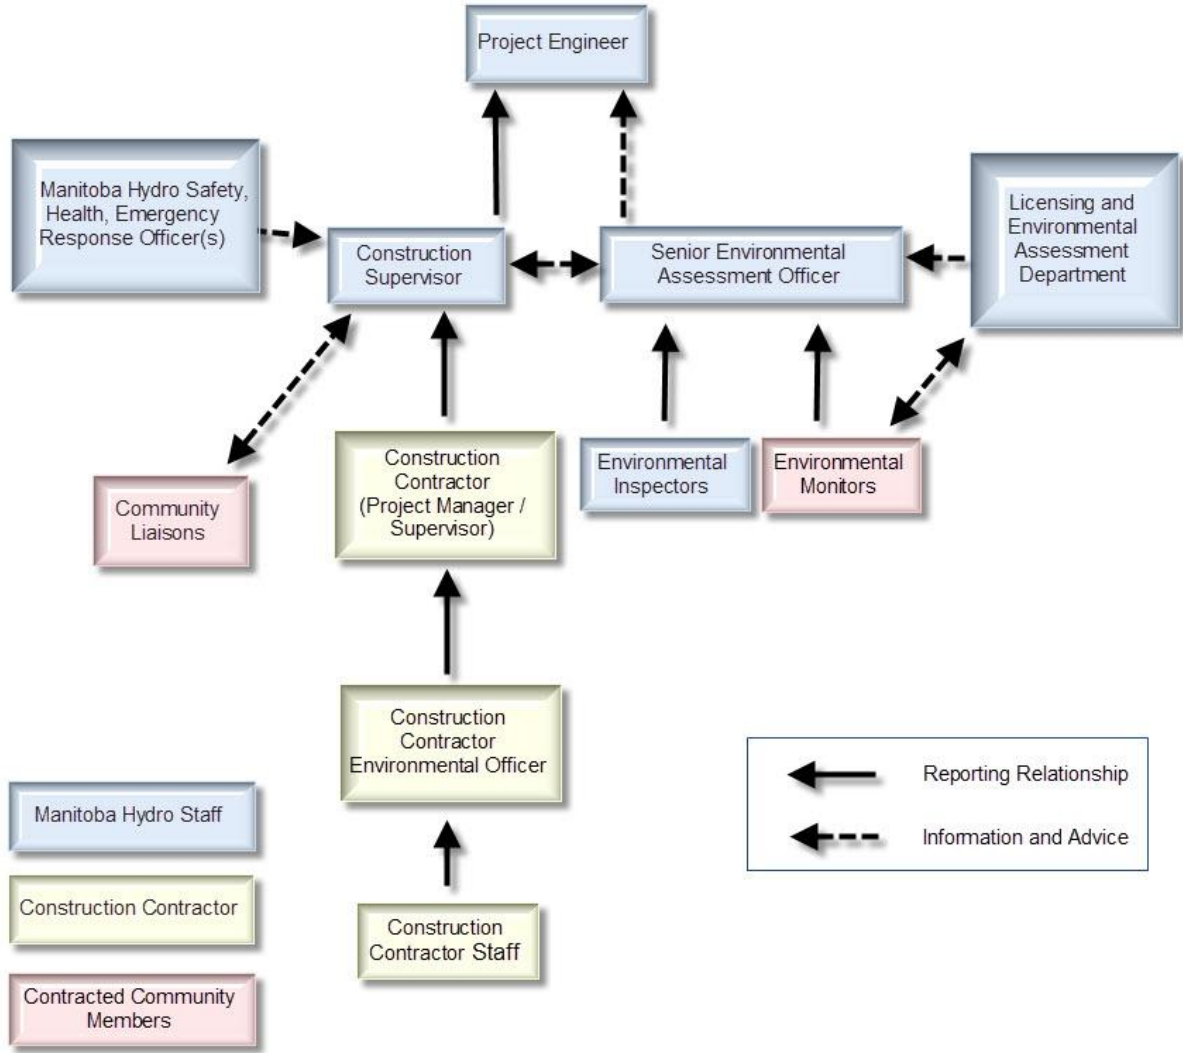 Project Engineer
Manitoba Hydro Safety,
Health, Emergency
Response Officer(s)
Construction
Supervisor
Senior Environmental
Assessment Officer
Licensing and
Environmental
Assessment
Department
Community
Liaisons
Construction
Contractor
(Project Manager /
Supervisor)
Environmental
Inspectors
Environmental
Monitors
Construction
Contractor
Environmental Officer
Construction
Contractor Staff
Manitoba Hydro Staff
Construction Contractor
Contracted Community
Members
Reporting Relationship
Information and Advice